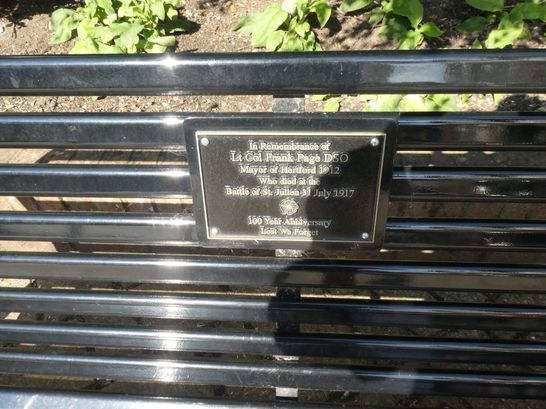 In Remembrance of
Lt Col Frank Page DSO
Mayor of Hertford 1912
Who died at the
Battle of St. Julien 31 July 1917
100 Year Anniversary
Lest We Forget